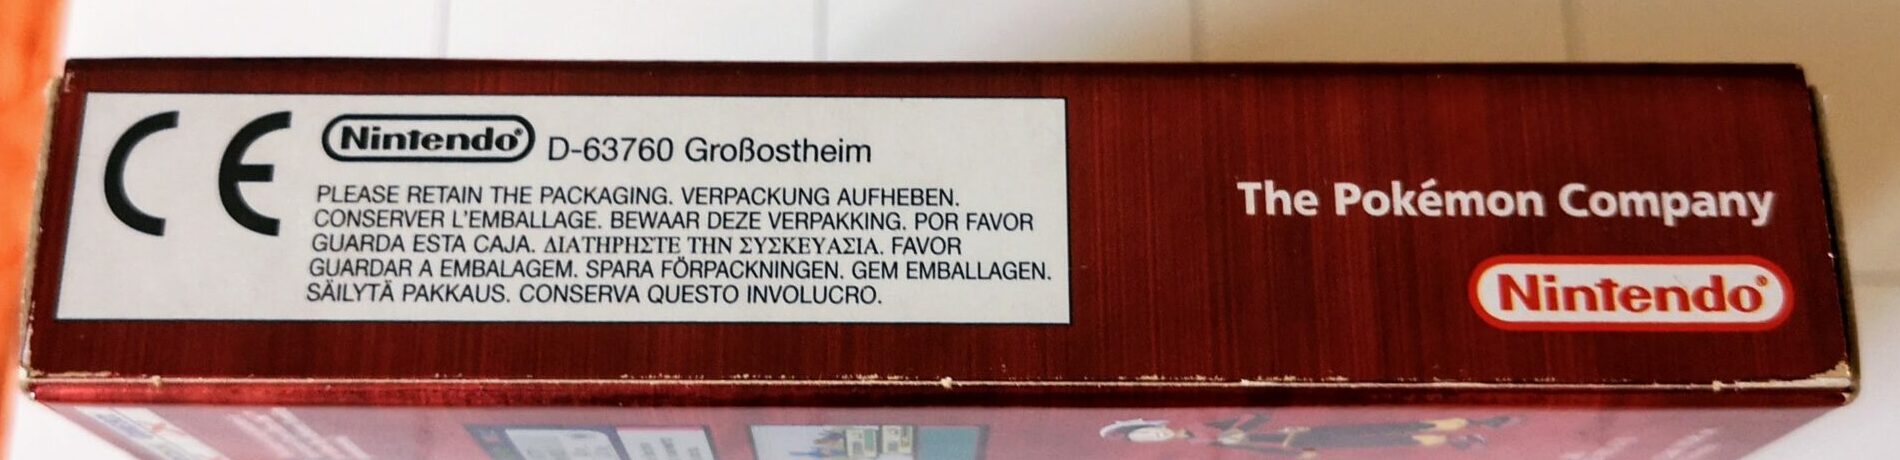 CE
Nintendo® D-63760 Großostheim
PLEASE RETAIN THE PACKAGING. VERPACKUNG AUFHEBEN.
CONSERVER L'EMBALLAGE. BEWAAR DEZE VERPAKKING. POR FAVOR
GUARDA ESTA CAJA. ΔΙΑΤΗΡΗΣΤΕ ΤΗΝ ΣΥΣΚΕΥΑΣΙΑ. FAVOR
GUARDAR A EMBALAGEM. SPARA FÖRPACKNINGEN. GEM EMBALLAGEN.
SÄILYTÄ PAKKAUS. CONSERVA QUESTO INVOLUCRO.
The Pokémon Company
Nintendo®